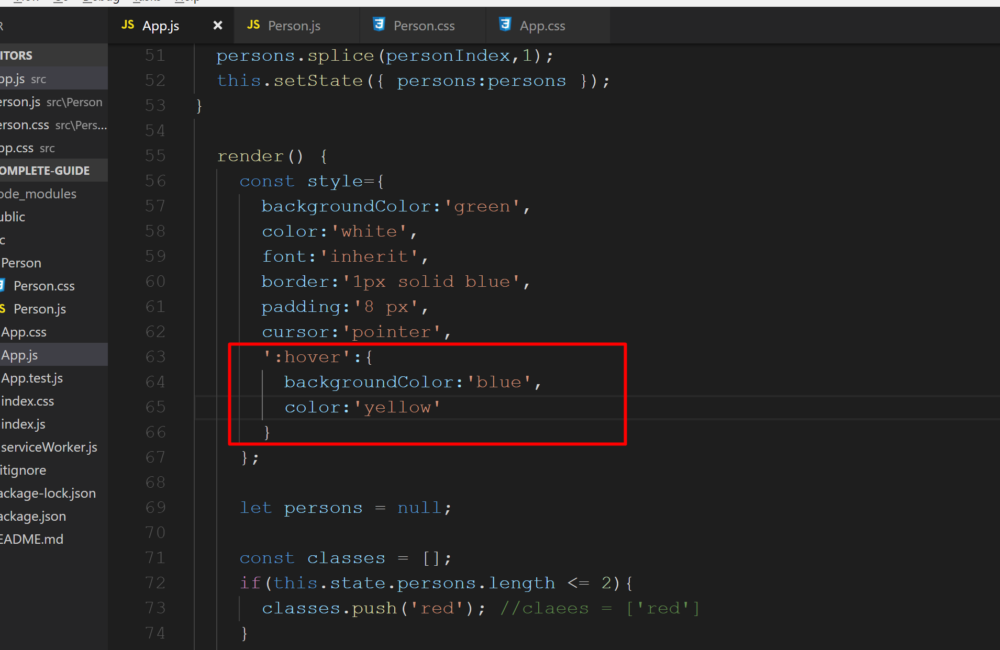 View Go Debug Tasks Help
R
App.js
Person.js
Person.css
App.css
ITORS
pp.js src
erson.js src\Person
erson.css src\Pers...
pp.css src
OMPLETE-GUIDE
ode_modules
ublic
c
Person
Person.css
Person.js
App.css
App.js
App.test.js
index.css
index.js
serviceWorker.js
itignore
ackage-lock.json
ackage.json
EADME.md
51 persons.splice(personIndex,1);
52 this.setState({ persons:persons });
53 }
54
55 render() {
56 const style={
57 backgroundColor:'green',
58 color:'white',
59 font:'inherit',
60 border:'1px solid blue',
61 padding:'8 px',
62 cursor:'pointer',
63 ':hover':{
64 backgroundColor:'blue',
65 color:'yellow'
66 }
67 };
68
69 let persons = null;
70
71 const classes = [];
72 if(this.state.persons.length <= 2){
73 classes.push('red'); //claees = ['red']
74 }